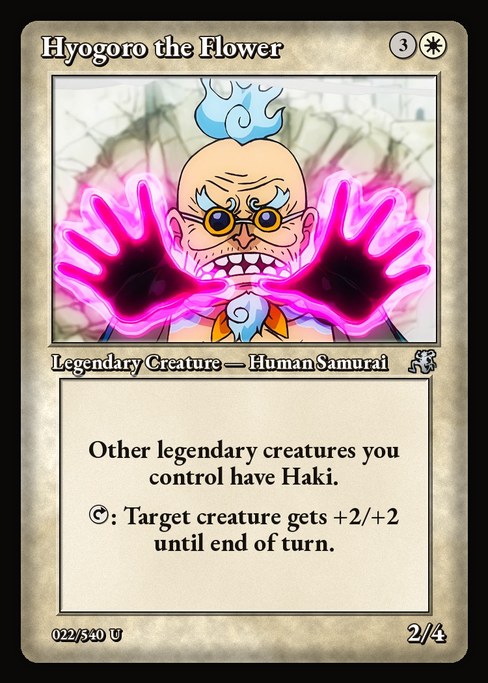 Hyogoro the Flower 3
Legendary Creature — Human Samurai
Other legendary creatures you
control have Haki.
: Target creature gets +2/+2
until end of turn.
022/540 U 2/4